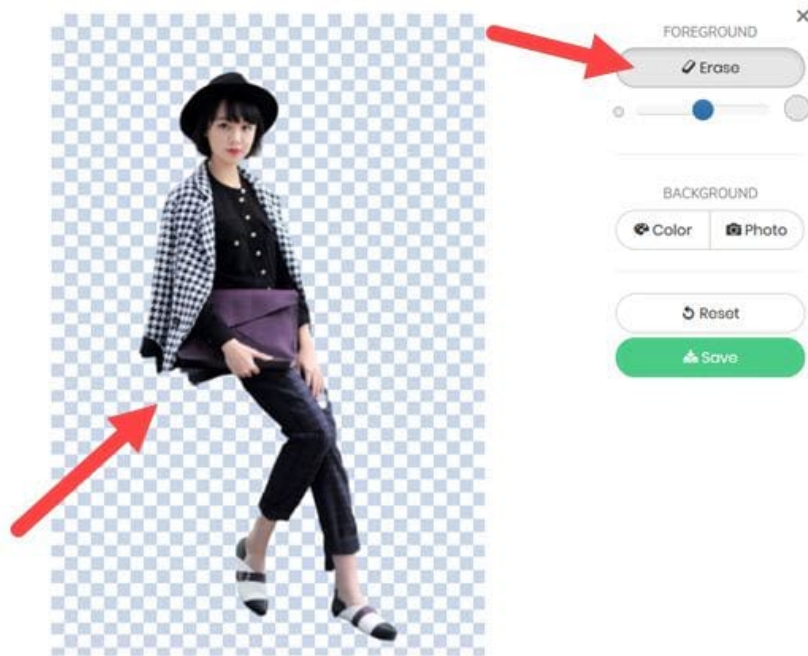 FOREGROUND
Erase
BACKGROUND
Color
Photo
Reset
Save